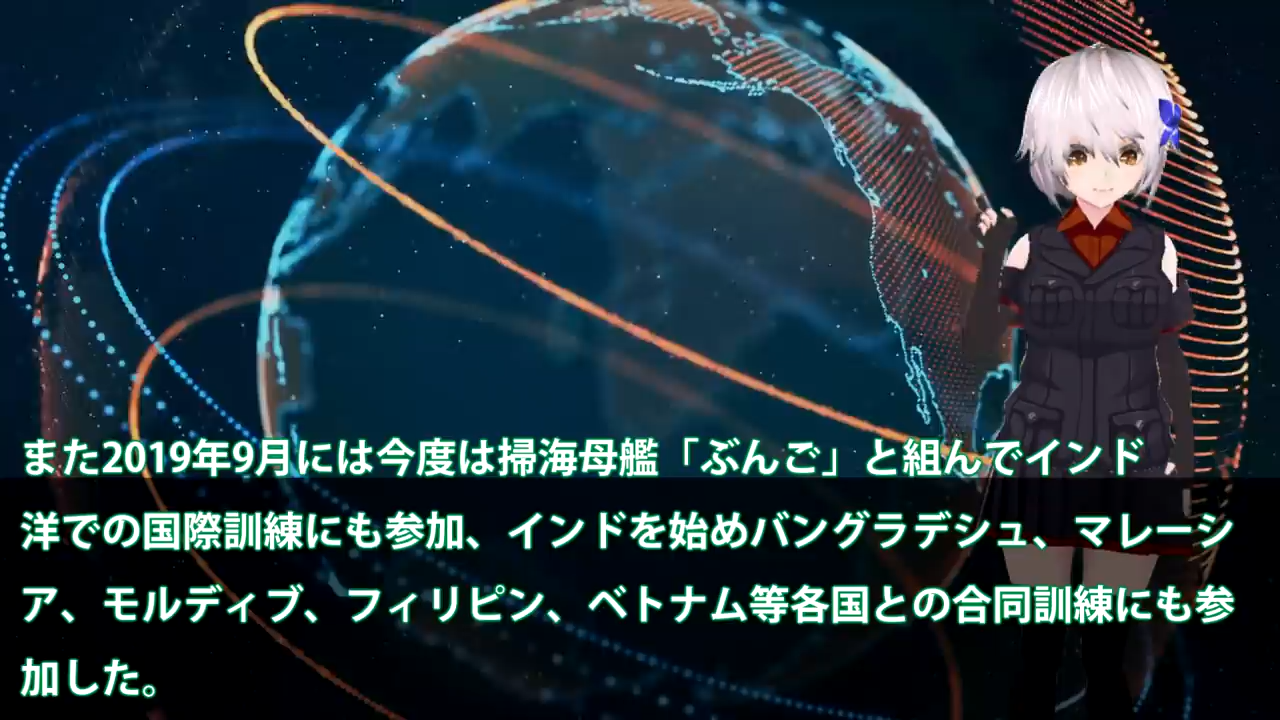 また2019年9月には今度は掃海母艦「ぶんご」と組んでインド
洋での国際訓練にも参加、インドを始めバングラデシュ、マレーシ
ア、モルディブ、フィリピン、ベトナム等各国との合同訓練にも参
加した。